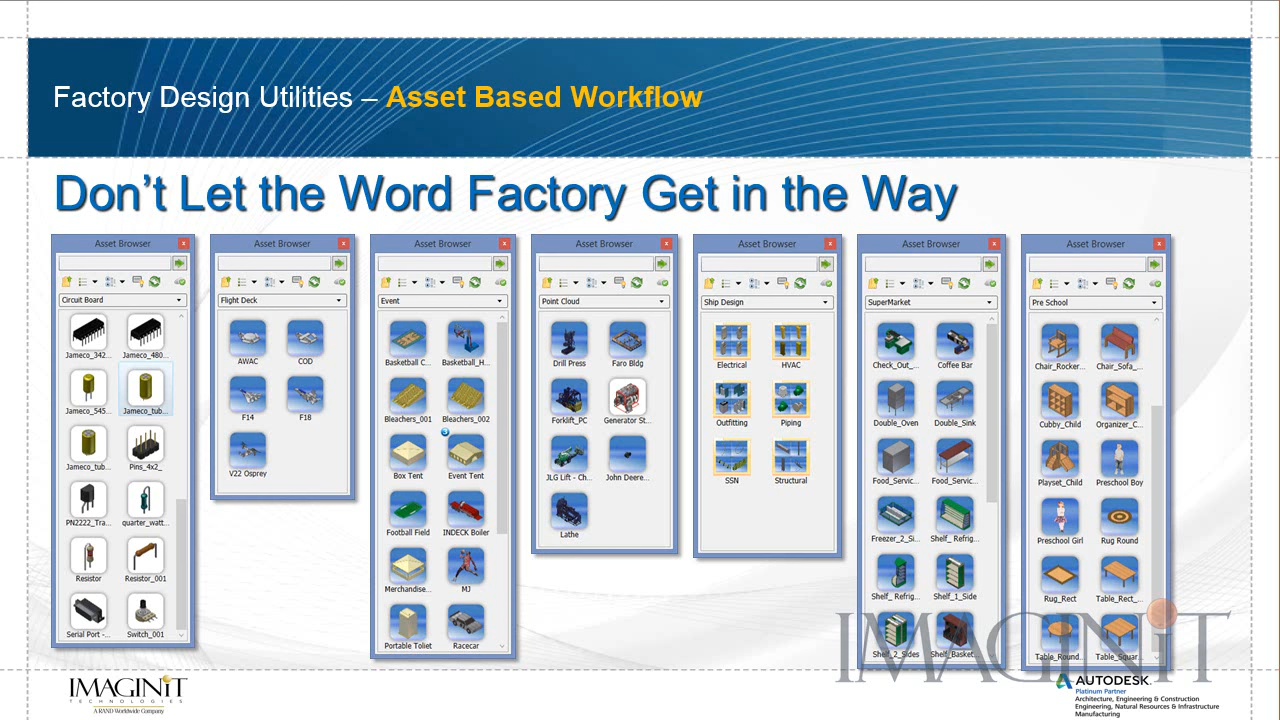 Factory Design Utilities – Asset Based Workflow
Don't Let the Word Factory Get in the Way
Asset Browser
Circuit Board
Jameco_342... Jameco_480...
Jameco_545... Jameco_tub...
Jameco_tub... Pins_4x2_
PN2222_Tra... quarter_watt...
Resistor Resistor_001
Serial Port -... Switch_001
Asset Browser
Flight Deck
AWAC COD
F14 F18
V22 Osprey
Asset Browser
Event
Basketball C... Basketball_H...
Bleachers_001 Bleachers_002
Box Tent Event Tent
Football Field INDECK Boiler
Merchandise... MJ
Portable Toliet Racecar
Asset Browser
Point Cloud
Drill Press Faro Bldg
Forklift_PC Generator St...
JLG Lift - Ch... John Deere...
Lathe
Asset Browser
Ship Design
Electrical HVAC
Outfitting Piping
SSN Structural
Asset Browser
SuperMarket
Check_Out_... Coffee Bar
Double_Oven Double_Sink
Food_Servic... Food_Servic...
Freezer_2_Si... Shelf_ Refrig...
Shelf_ Refrig... Shelf_1_Side
Shelf_2_Sides Shelf_Basket...
Asset Browser
Pre School
Chair_Rocker... Chair_Sofa_...
Cubby_Child Organizer_C...
Playset_Child Preschool Boy
Preschool Girl Rug Round
Rug_Rect Table_Rect_...
Table_Round... Table_Squar...
IMAGINiT
IMAGINiT
TECHNOLOGIES
A RAND Worldwide Company
AUTODESK.
Platinum Partner
Architecture, Engineering & Construction
Engineering, Natural Resources & Infrastructure
Manufacturing